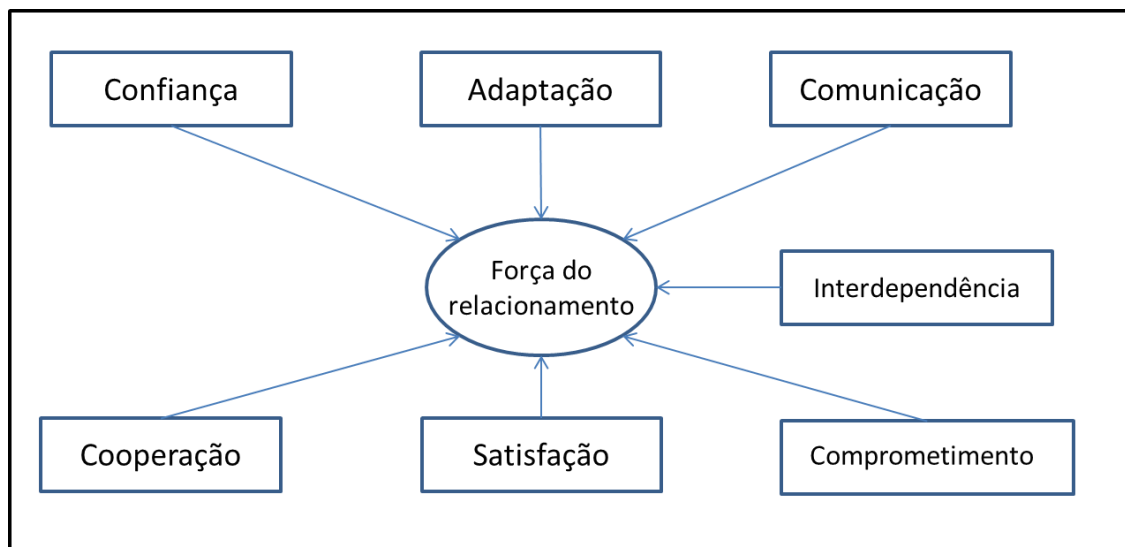 Confiança
Adaptação
Comunicação
Força do
relacionamento
Interdependência
Cooperação
Satisfação
Comprometimento